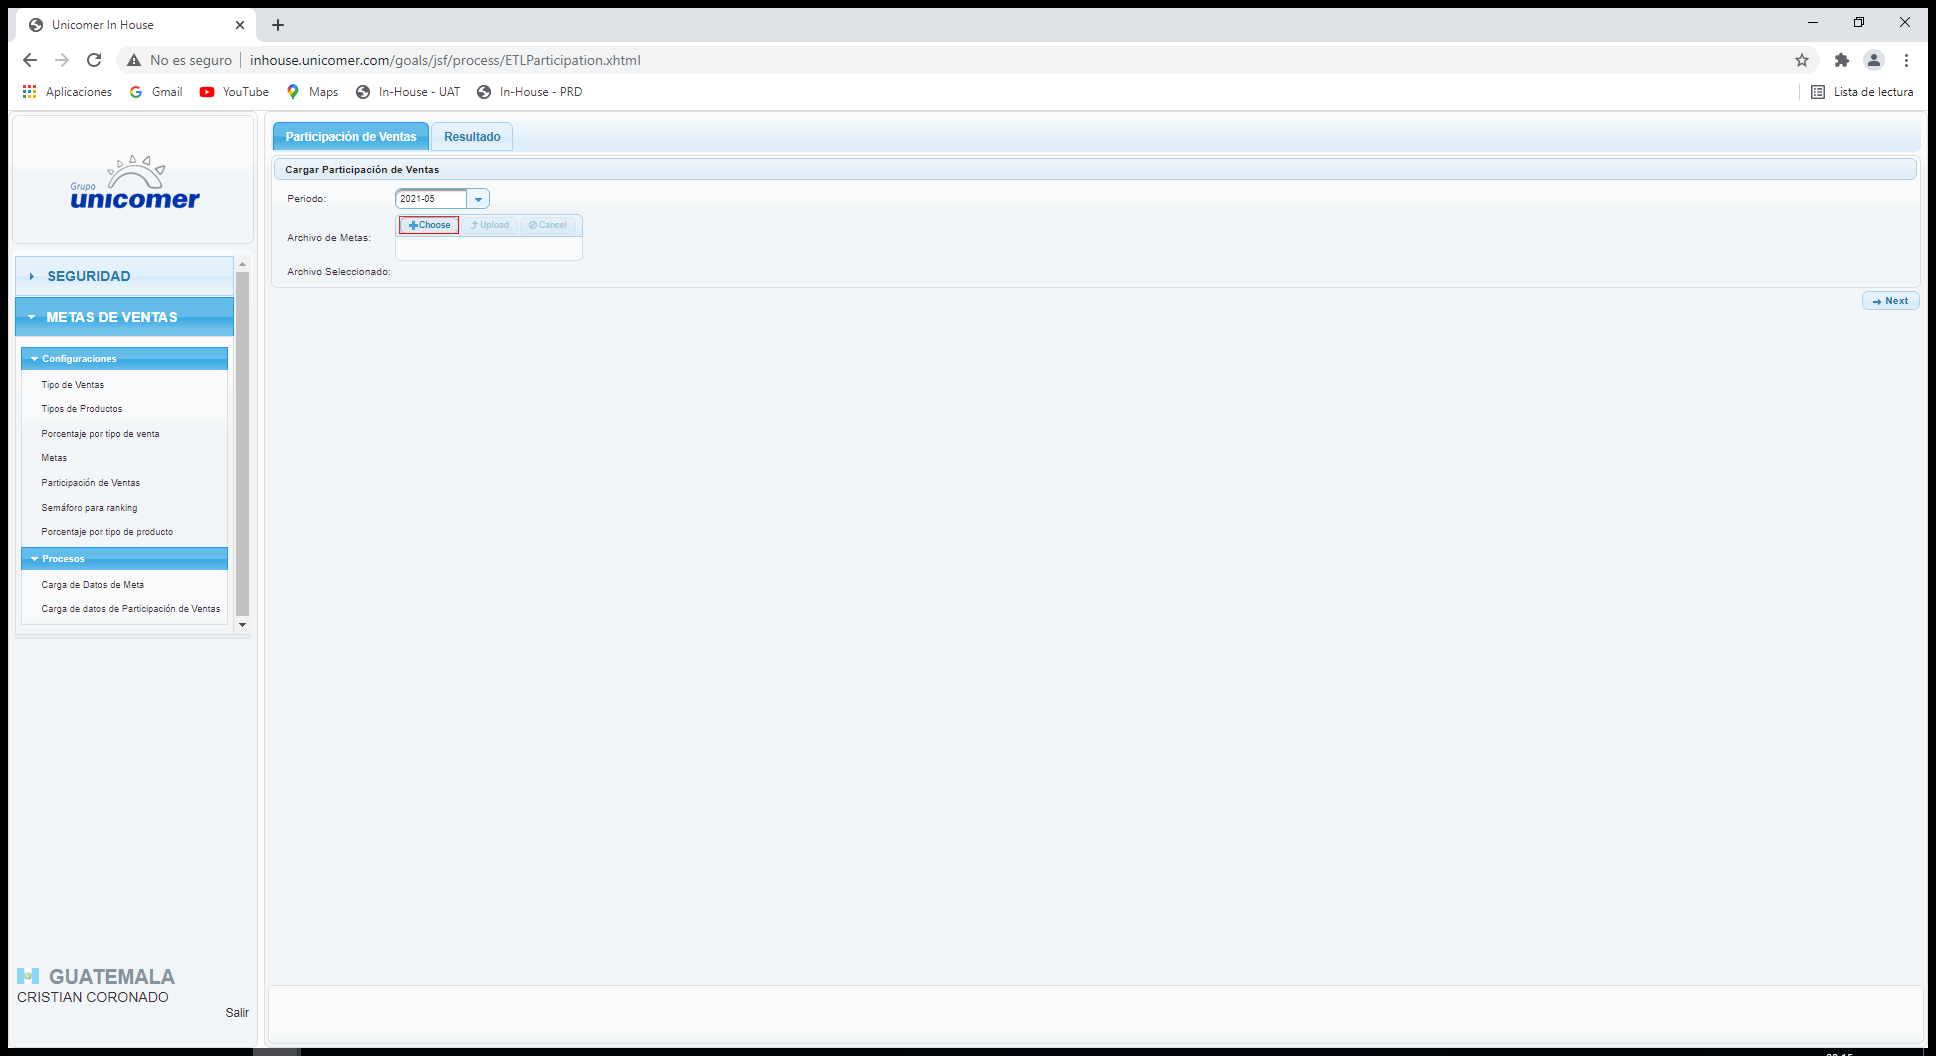 Unicomer In House
No es seguro
inhouse.unicomer.com/goals/jsf/process/ETLParticipation.xhtml
Aplicaciones
Gmail
YouTube
Maps
In-House - UAT
In-House - PRD
Lista de lectura
Grupo
unicomer
SEGURIDAD
METAS DE VENTAS
Configuraciones
Tipo de Ventas
Tipos de Productos
Porcentaje por tipo de venta
Metas
Participación de Ventas
Semáforo para ranking
Porcentaje por tipo de producto
Procesos
Carga de Datos de Meta
Carga de datos de Participación de Ventas
GUATEMALA
CRISTIAN CORONADO
Salir
Participación de Ventas
Resultado
Cargar Participación de Ventas
Periodo:
2021-05
Archivo de Metas:
Choose
Upload
Cancel
Archivo Seleccionado:
Next